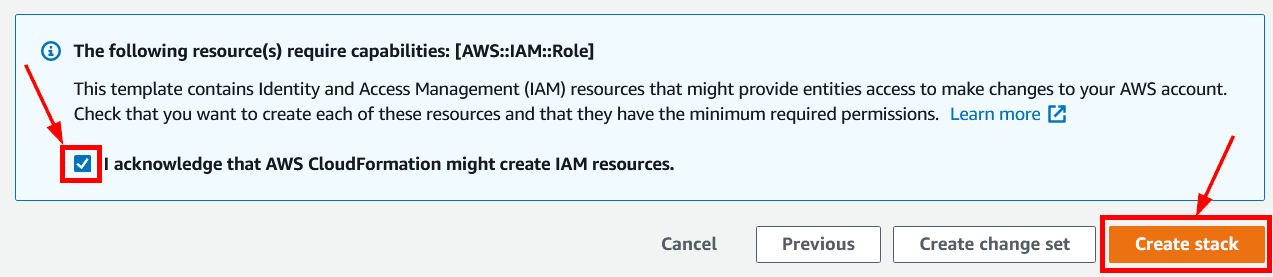 The following resource(s) require capabilities: [AWS::IAM::Role]
This template contains Identity and Access Management (IAM) resources that might provide entities access to make changes to your AWS account.
Check that you want to create each of these resources and that they have the minimum required permissions. Learn more
I acknowledge that AWS CloudFormation might create IAM resources.
Cancel Previous Create change set Create stack